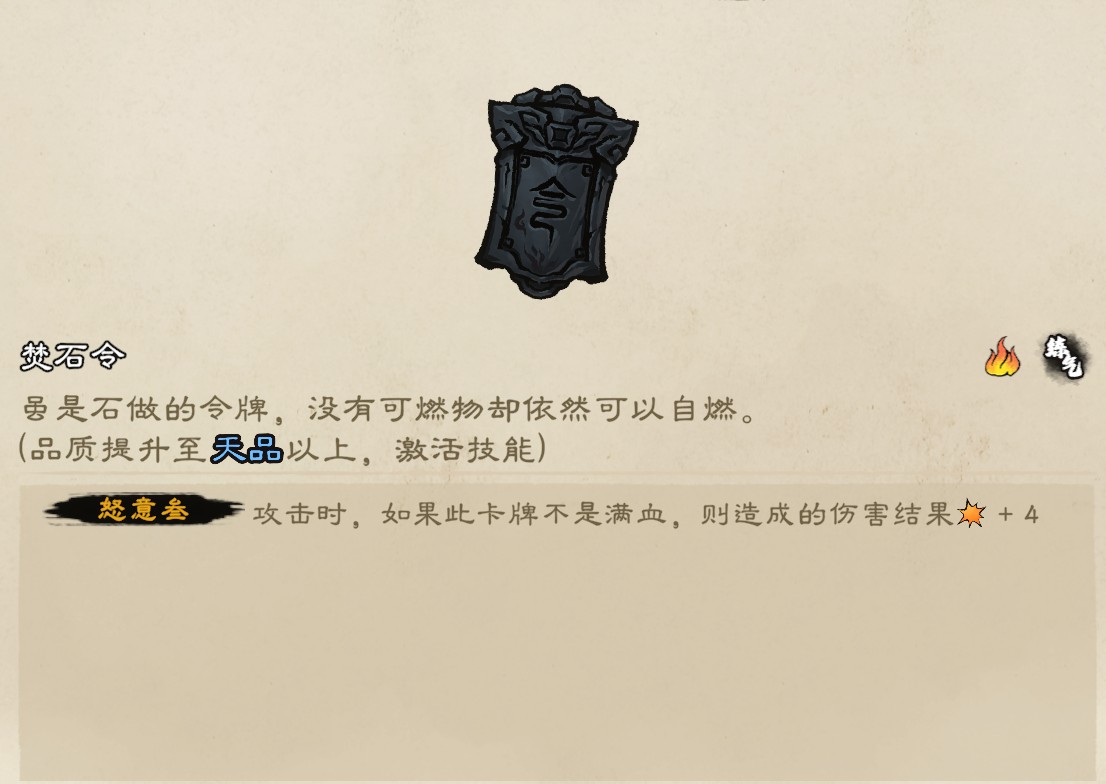 令
焚石令
炼气
虽是石做的令牌，没有可燃物却依然可以自燃。
(品质提升至天品以上，激活技能)
怒意叁 攻击时，如果此卡牌不是满血，则造成的伤害结果 + 4